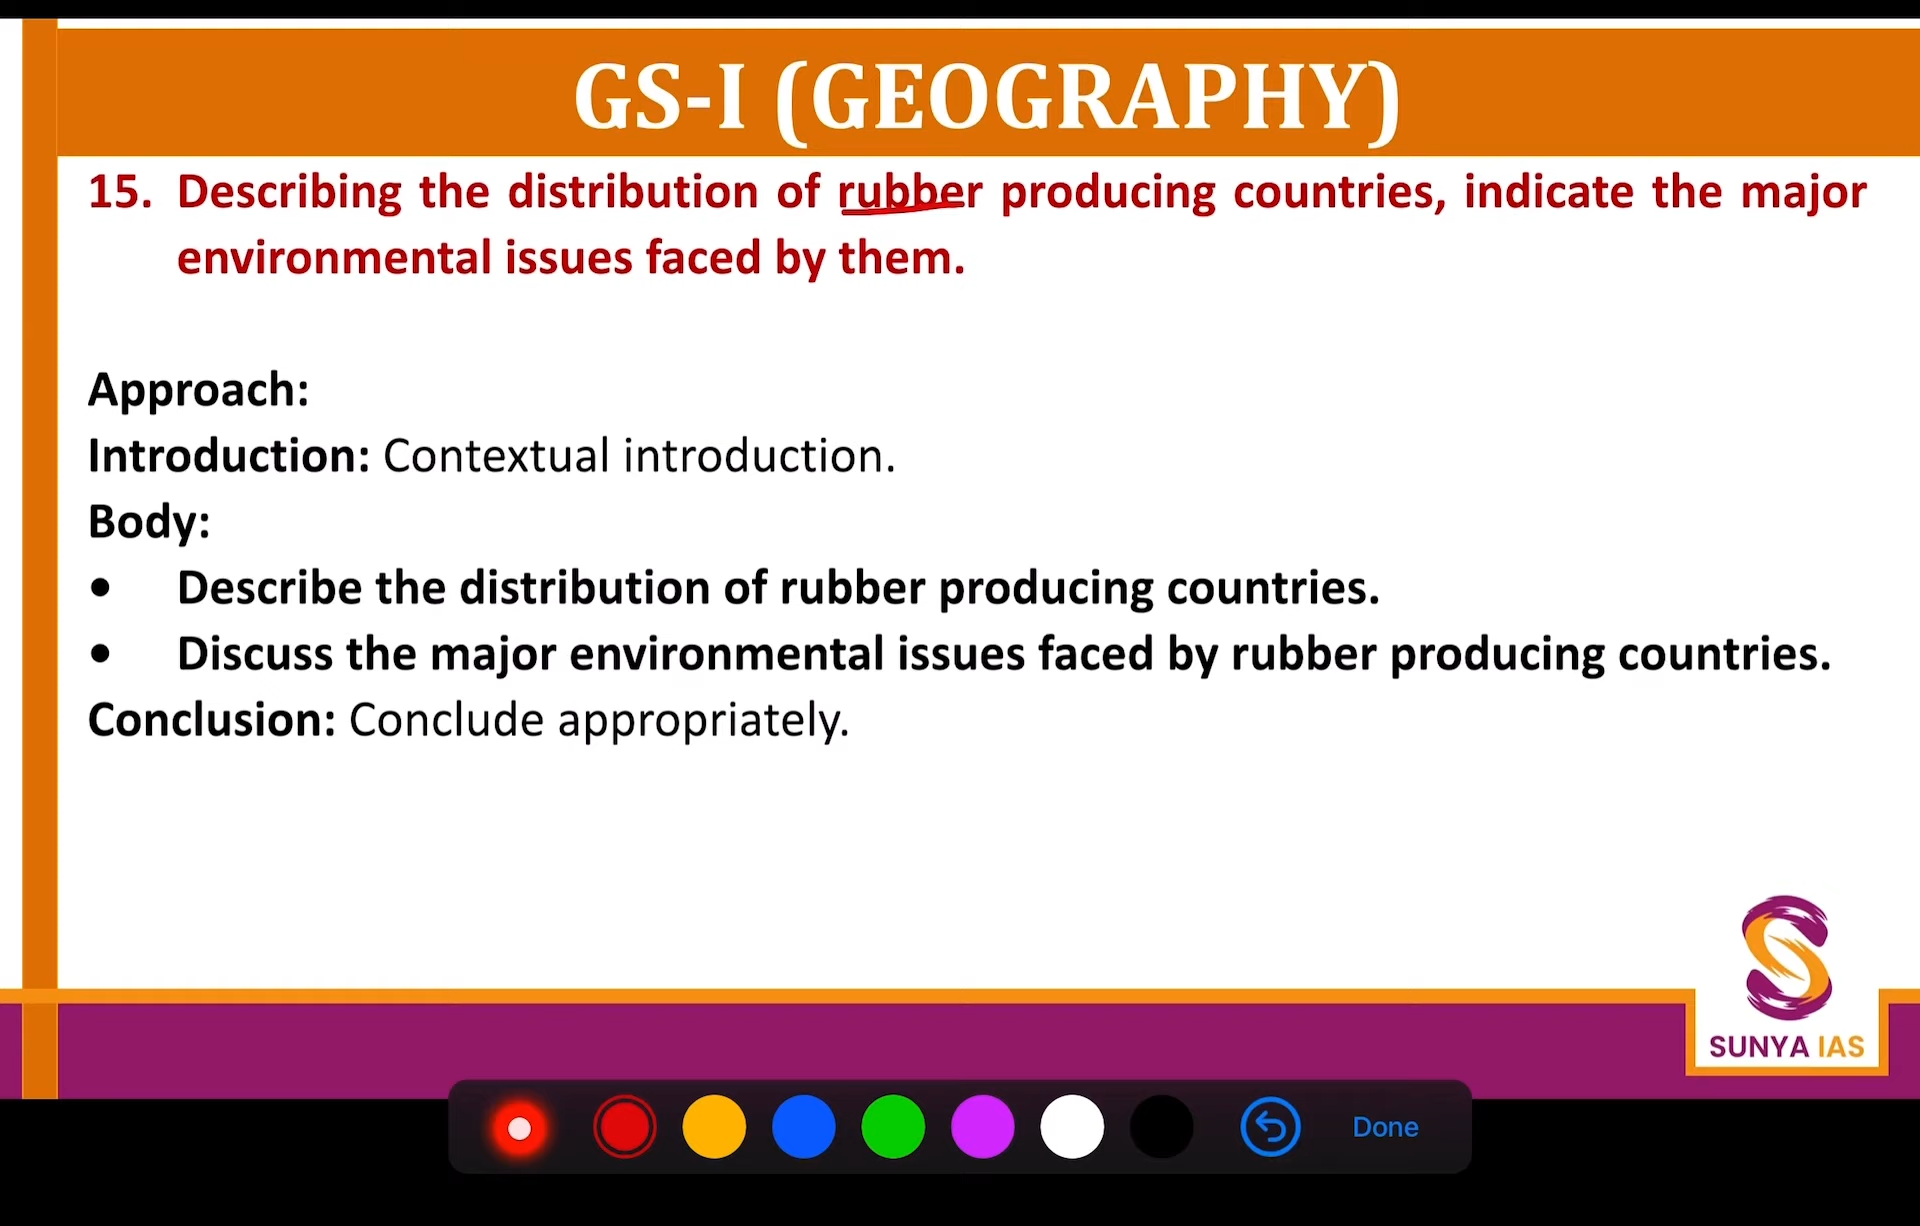 GS-I (GEOGRAPHY)
15. Describing the distribution of rubber producing countries, indicate the major
environmental issues faced by them.
Approach:
Introduction: Contextual introduction.
Body:
• Describe the distribution of rubber producing countries.
• Discuss the major environmental issues faced by rubber producing countries.
Conclusion: Conclude appropriately.
SUNYA IAS
Done